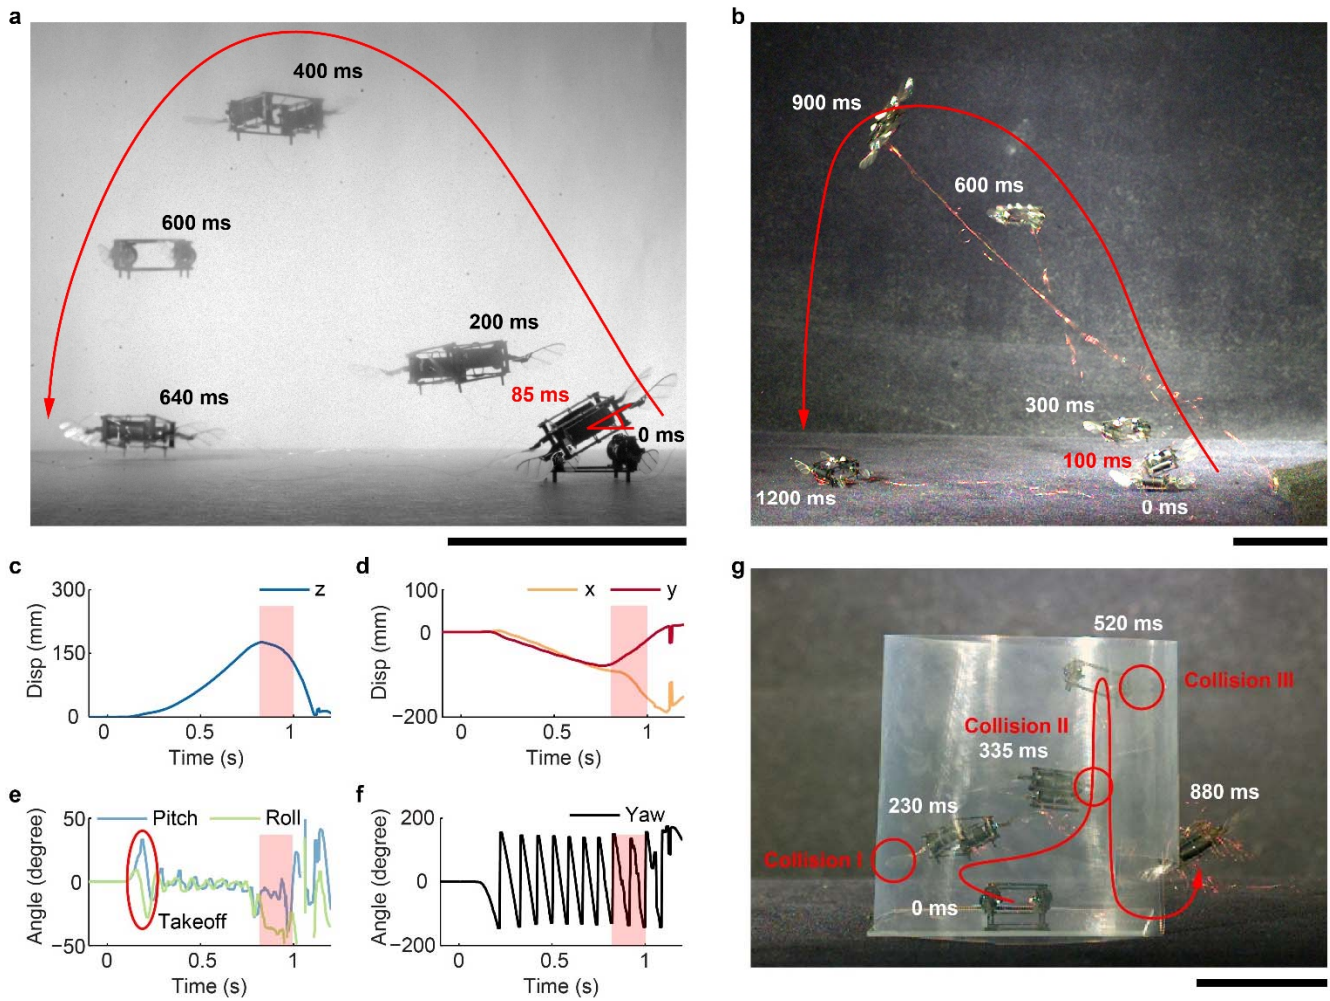 a
400 ms
600 ms
200 ms
640 ms
85 ms
0 ms
b
900 ms
600 ms
300 ms
100 ms
1200 ms
0 ms
c
300
z
150
0
Disp (mm)
0 0.5 1
Time (s)
d
100
x y
0
−200
Disp (mm)
0 0.5 1
Time (s)
e
50
Pitch Roll
0
−50
Angle (degree)
Takeoff
0 0.5 1
Time (s)
f
200
Yaw
0
−200
Angle (degree)
0 0.5 1
Time (s)
g
520 ms
Collision III
Collision II
335 ms
230 ms
880 ms
Collision I
0 ms